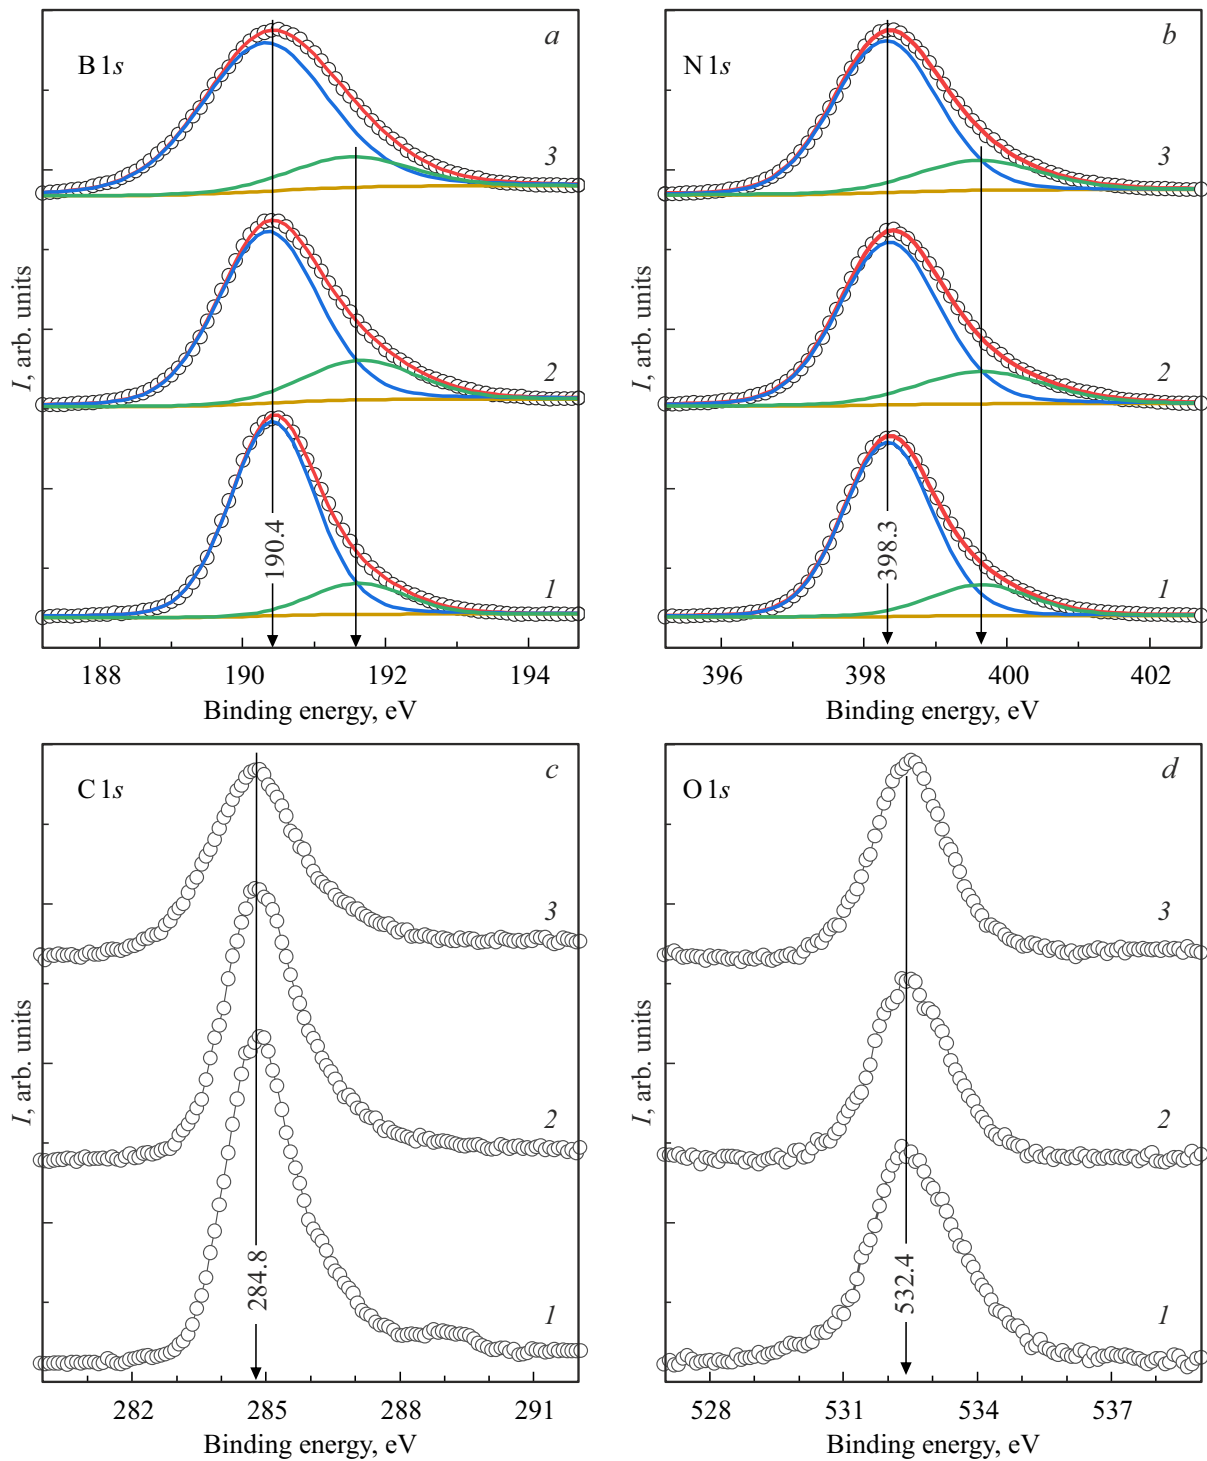 a
B 1s
3
2
1
190.4
I, arb. units
188 190 192 194
Binding energy, eV
b
N 1s
3
2
1
398.3
I, arb. units
396 398 400 402
Binding energy, eV
c
C 1s
3
2
1
284.8
I, arb. units
282 285 288 291
Binding energy, eV
d
O 1s
3
2
1
532.4
I, arb. units
528 531 534 537
Binding energy, eV